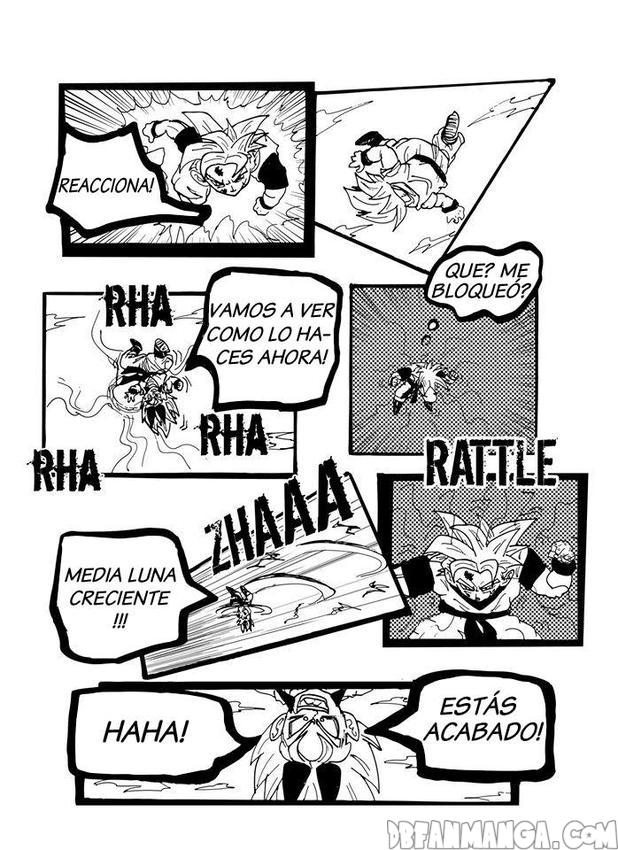 REACCIONA!
QUE? ME
BLOQUEÓ?
RHA
VAMOS A VER
COMO LO HA-
CES AHORA!
RHA
RHA
RATTLE
ZHAAA
MEDIA LUNA
CRECIENTE
!!!
HAHA!
ESTÁS
ACABADO!
DBFANMANGA.COM